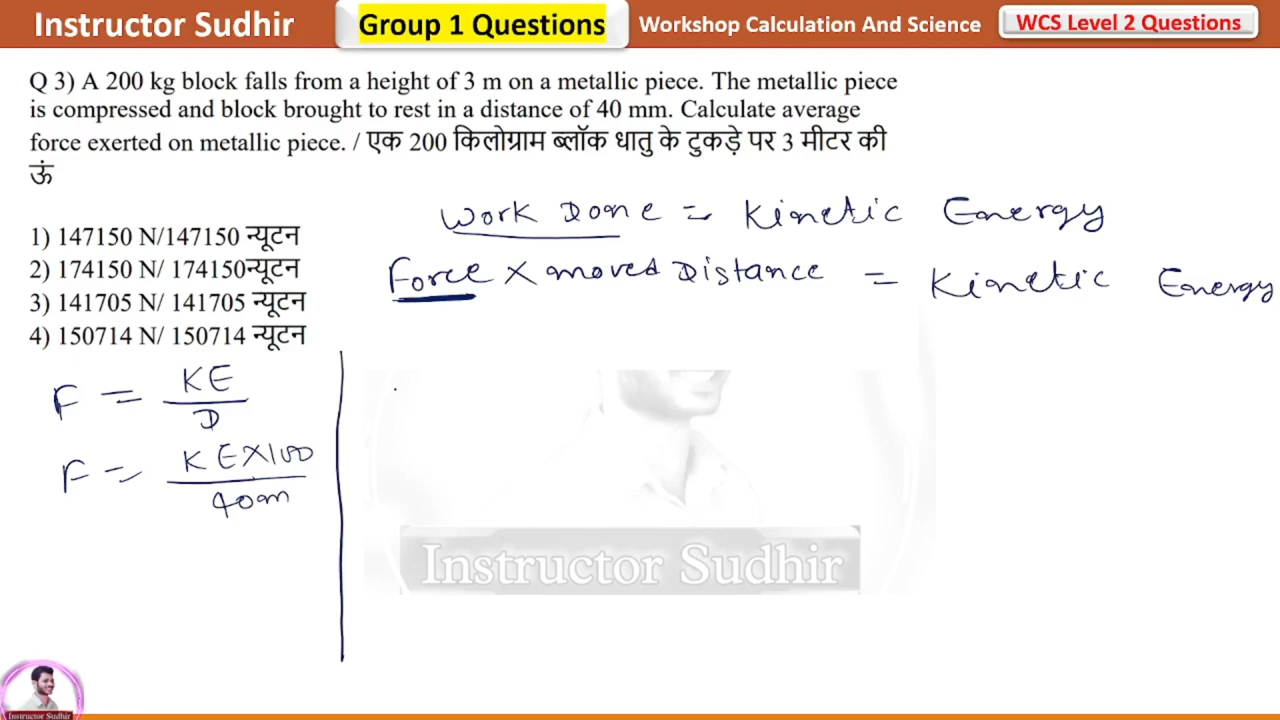 Instructor Sudhir
Group 1 Questions
Workshop Calculation And Science
WCS Level 2 Questions
Q 3) A 200 kg block falls from a height of 3 m on a metallic piece. The metallic piece
is compressed and block brought to rest in a distance of 40 mm. Calculate average
force exerted on metallic piece. / एक 200 किलोग्राम ब्लॉक धातु के टुकड़े पर 3 मीटर की
ऊं
1) 147150 N/147150 न्यूटन
2) 174150 N/ 174150न्यूटन
3) 141705 N/ 141705 न्यूटन
4) 150714 N/ 150714 न्यूटन
Work Done = Kinetic Energy
Force X moved Distance = Kinetic Energy
F = KE
D
F = KEX100
40m
Instructor Sudhir
Instructor Sudhir